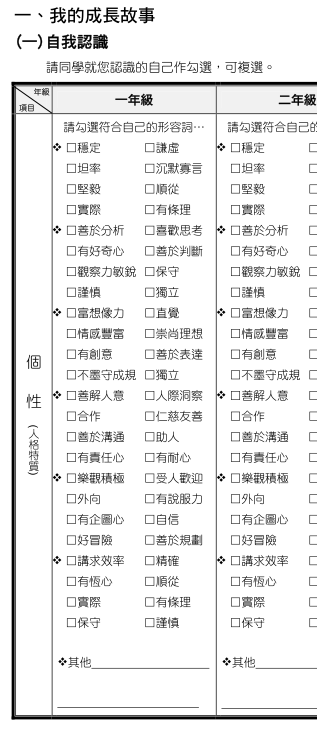 一、我的成長故事
(一)自我認識
請同學就您認識的自己作勾選，可複選。
年級
項目
一年級 二年級
請勾選符合自己的形容詞… 請勾選符合自己的
❖ □穩定 □謙虛 ❖ □穩定 □
□坦率 □沉默寡言 □坦率 □
□堅毅 □順從 □堅毅 □
□實際 □有條理 □實際 □
❖ □善於分析 □喜歡思考 ❖ □善於分析 □
□有好奇心 □善於判斷 □有好奇心 □
□觀察力敏銳 □保守 □觀察力敏銳 □
□謹慎 □獨立 □謹慎 □
❖ □富想像力 □直覺 ❖ □富想像力 □
□情感豐富 □崇尚理想 □情感豐富 □
□有創意 □善於表達 □有創意 □
□不墨守成規 □獨立 □不墨守成規 □
❖ □善解人意 □人際洞察 ❖ □善解人意 □
□合作 □仁慈友善 □合作 □
□善於溝通 □助人 □善於溝通 □
□有責任心 □有耐心 □有責任心 □
❖ □樂觀積極 □受人歡迎 ❖ □樂觀積極 □
□外向 □有說服力 □外向 □
□有企圖心 □自信 □有企圖心 □
□好冒險 □善於規劃 □好冒險 □
❖ □講求效率 □精確 ❖ □講求效率 □
□有恆心 □順從 □有恆心 □
□實際 □有條理 □實際 □
□保守 □謹慎 □保守 □
❖其他 ❖其他
個性(人格特質)